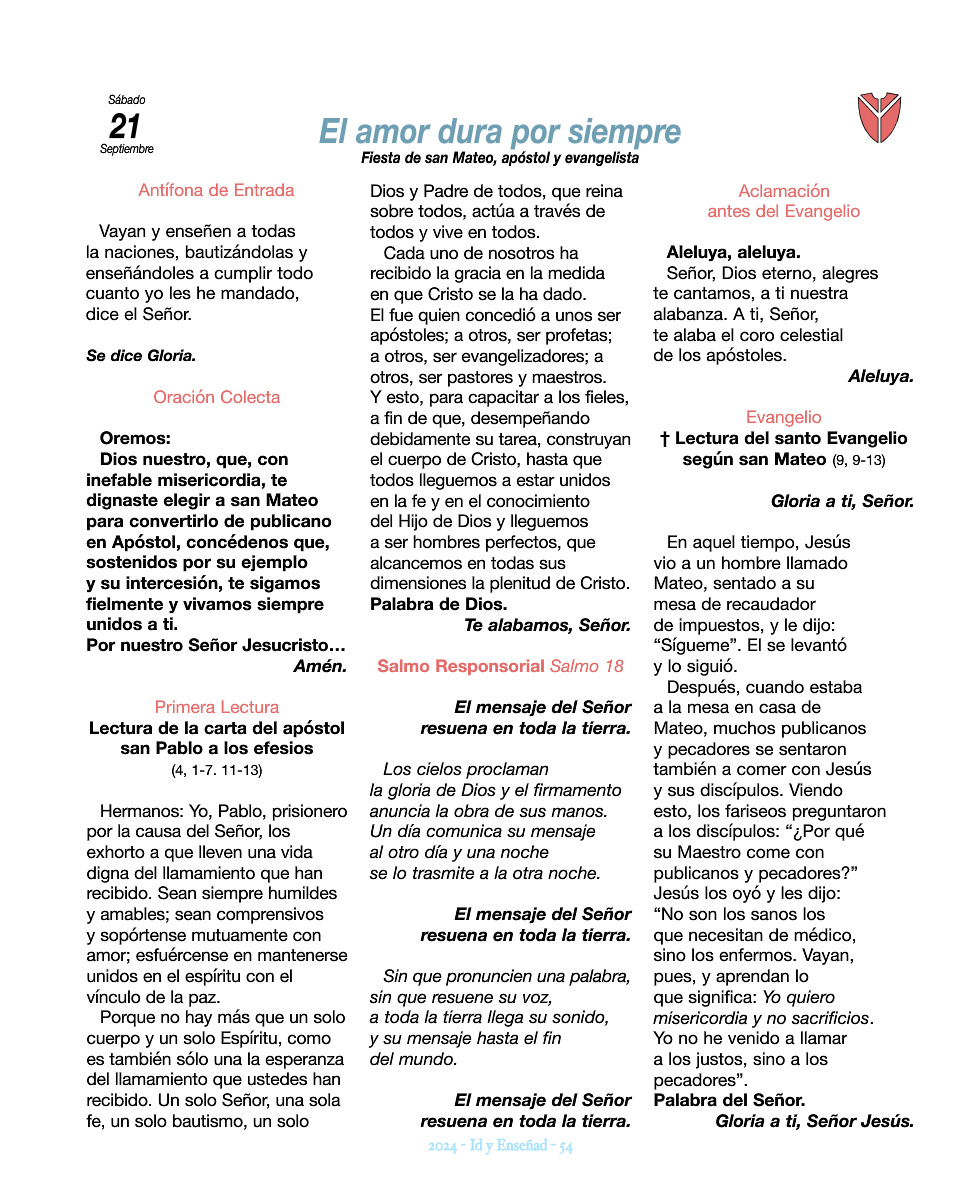 Sábado
21
Septiembre
El amor dura por siempre
Fiesta de san Mateo, apóstol y evangelista
Antífona de Entrada
Vayan y enseñen a todas
la naciones, bautizándolas y
enseñándoles a cumplir todo
cuanto yo les he mandado,
dice el Señor.
Se dice Gloria.
Oración Colecta
Oremos:
Dios nuestro, que, con
inefable misericordia, te
dignaste elegir a san Mateo
para convertirlo de publicano
en Apóstol, concédenos que,
sostenidos por su ejemplo
y su intercesión, te sigamos
fielmente y vivamos siempre
unidos a ti.
Por nuestro Señor Jesucristo…
Amén.
Primera Lectura
Lectura de la carta del apóstol
san Pablo a los efesios
(4, 1-7. 11-13)
Hermanos: Yo, Pablo, prisionero
por la causa del Señor, los
exhorto a que lleven una vida
digna del llamamiento que han
recibido. Sean siempre humildes
y amables; sean comprensivos
y sopórtense mutuamente con
amor; esfuércense en mantenerse
unidos en el espíritu con el
vínculo de la paz.
Porque no hay más que un solo
cuerpo y un solo Espíritu, como
es también sólo una la esperanza
del llamamiento que ustedes han
recibido. Un solo Señor, una sola
fe, un solo bautismo, un solo
Dios y Padre de todos, que reina
sobre todos, actúa a través de
todos y vive en todos.
Cada uno de nosotros ha
recibido la gracia en la medida
en que Cristo se la ha dado.
El fue quien concedió a unos ser
apóstoles; a otros, ser profetas;
a otros, ser evangelizadores; a
otros, ser pastores y maestros.
Y esto, para capacitar a los fieles,
a fin de que, desempeñando
debidamente su tarea, construyan
el cuerpo de Cristo, hasta que
todos lleguemos a estar unidos
en la fe y en el conocimiento
del Hijo de Dios y lleguemos
a ser hombres perfectos, que
alcancemos en todas sus
dimensiones la plenitud de Cristo.
Palabra de Dios.
Te alabamos, Señor.
Salmo Responsorial Salmo 18
El mensaje del Señor
resuena en toda la tierra.
Los cielos proclaman
la gloria de Dios y el firmamento
anuncia la obra de sus manos.
Un día comunica su mensaje
al otro día y una noche
se lo trasmite a la otra noche.
El mensaje del Señor
resuena en toda la tierra.
Sin que pronuncien una palabra,
sin que resuene su voz,
a toda la tierra llega su sonido,
y su mensaje hasta el fin
del mundo.
El mensaje del Señor
resuena en toda la tierra.
Aclamación
antes del Evangelio
Aleluya, aleluya.
Señor, Dios eterno, alegres
te cantamos, a ti nuestra
alabanza. A ti, Señor,
te alaba el coro celestial
de los apóstoles.
Aleluya.
Evangelio
† Lectura del santo Evangelio
según san Mateo (9, 9-13)
Gloria a ti, Señor.
En aquel tiempo, Jesús
vio a un hombre llamado
Mateo, sentado a su
mesa de recaudador
de impuestos, y le dijo:
“Sígueme”. El se levantó
y lo siguió.
Después, cuando estaba
a la mesa en casa de
Mateo, muchos publicanos
y pecadores se sentaron
también a comer con Jesús
y sus discípulos. Viendo
esto, los fariseos preguntaron
a los discípulos: “¿Por qué
su Maestro come con
publicanos y pecadores?”
Jesús los oyó y les dijo:
“No son los sanos los
que necesitan de médico,
sino los enfermos. Vayan,
pues, y aprendan lo
que significa: Yo quiero
misericordia y no sacrificios.
Yo no he venido a llamar
a los justos, sino a los
pecadores”.
Palabra del Señor.
Gloria a ti, Señor Jesús.
2024 - Id y Enseñad - 54